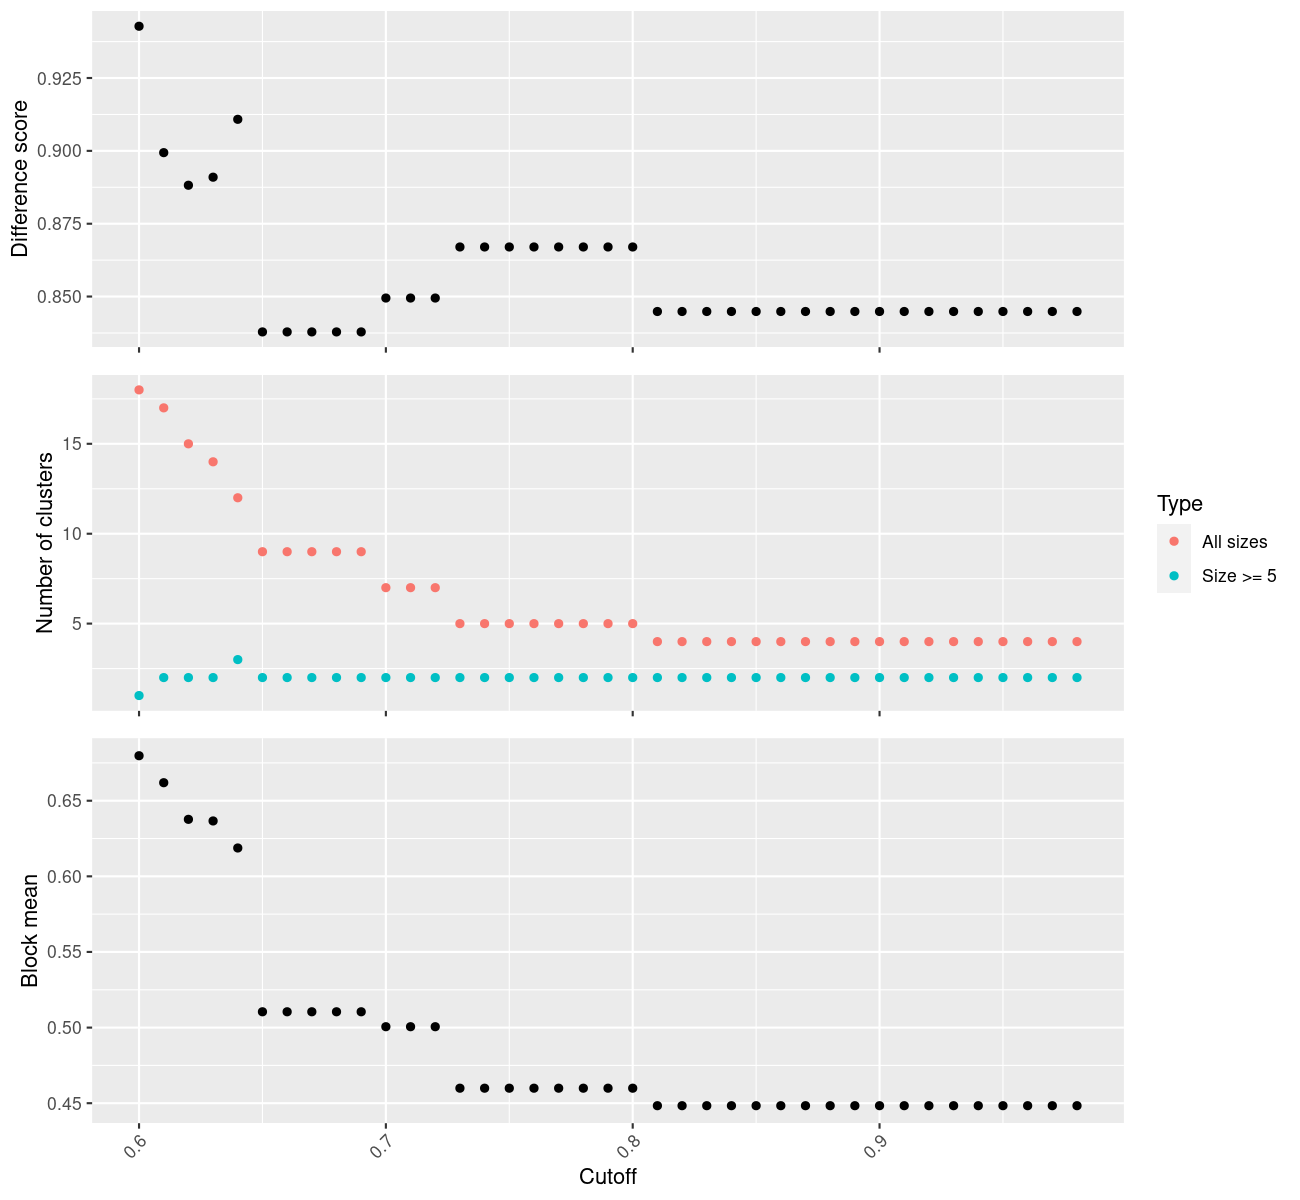 Difference score
0.925
0.900
0.875
0.850
Number of clusters
15
10
5
Type
All sizes
Size >= 5
Block mean
0.65
0.60
0.55
0.50
0.45
0.6
0.7
0.8
0.9
Cutoff